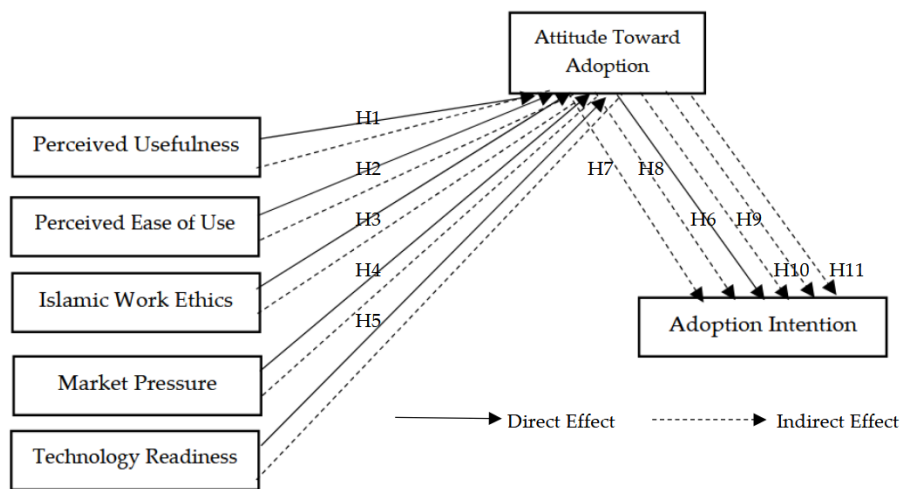 Attitude Toward
Adoption
H1
Perceived Usefulness
H2
H7
H8
Perceived Ease of Use
H3
H6
H9
H4
H10
H11
Islamic Work Ethics
H5
Adoption Intention
Market Pressure
Direct Effect
Indirect Effect
Technology Readiness